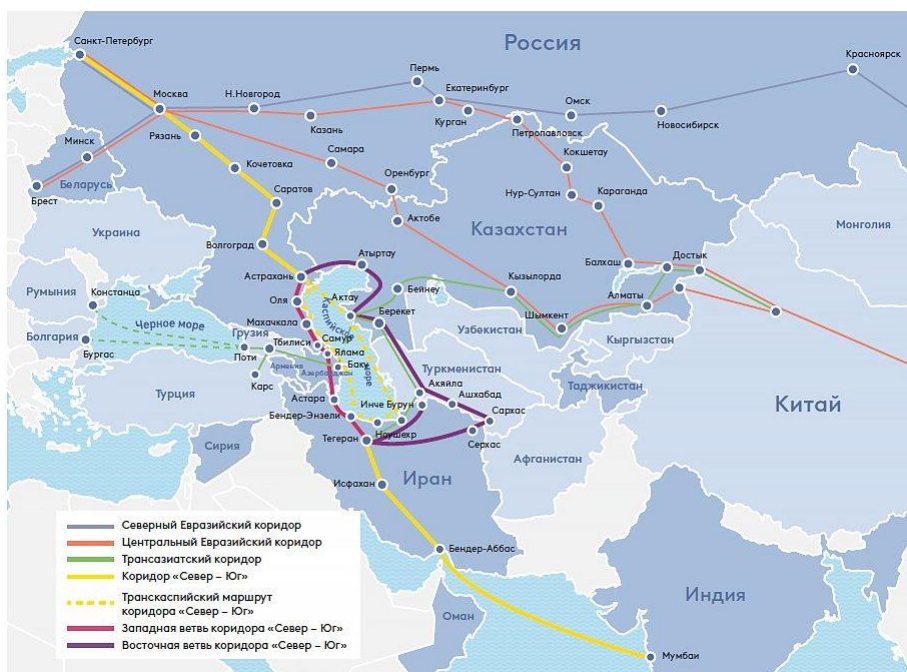 Санкт-Петербург
Россия
Красноярск
Москва
Н.Новгород
Пермь
Екатеринбург
Омск
Новосибирск
Минск
Рязань
Казань
Курган
Петропавловск
Беларусь
Брест
Кочетовка
Самара
Оренбург
Кокшетау
Нур-Султан
Караганда
Саратов
Актобе
Казахстан
Монголия
Украина
Волгоград
Атыртау
Балкаш
Достык
Астрахань
Румыния
Констанца
Оля
Актау
Бейнеу
Кызылорда
Алматы
Каспийское
море
Берекет
Шымкент
Черное море
Махачкала
Узбекистан
Болгария
Грузия
Самур
Кыргызстан
Бургас
Тбилиси
Ялама
Поти
Армения
Азербайджан
Баку
Туркменистан
Таджикистан
Турция
Карс
Акяйла
Ашхабад
Китай
Астара
Инче Бурун
Сархас
Бендер-Энзели
Ноушехр
Серхас
Тегеран
Сирия
Афганистан
Иран
Исфахан
Бендер-Аббас
Индия
Оман
Мумбаи
Северный Евразийский коридор
Центральный Евразийский коридор
Трансазиатский коридор
Коридор «Север – Юг»
Транскаспийский маршрут
коридора «Север – Юг»
Западная ветвь коридора «Север – Юг»
Восточная ветвь коридора «Север – Юг»